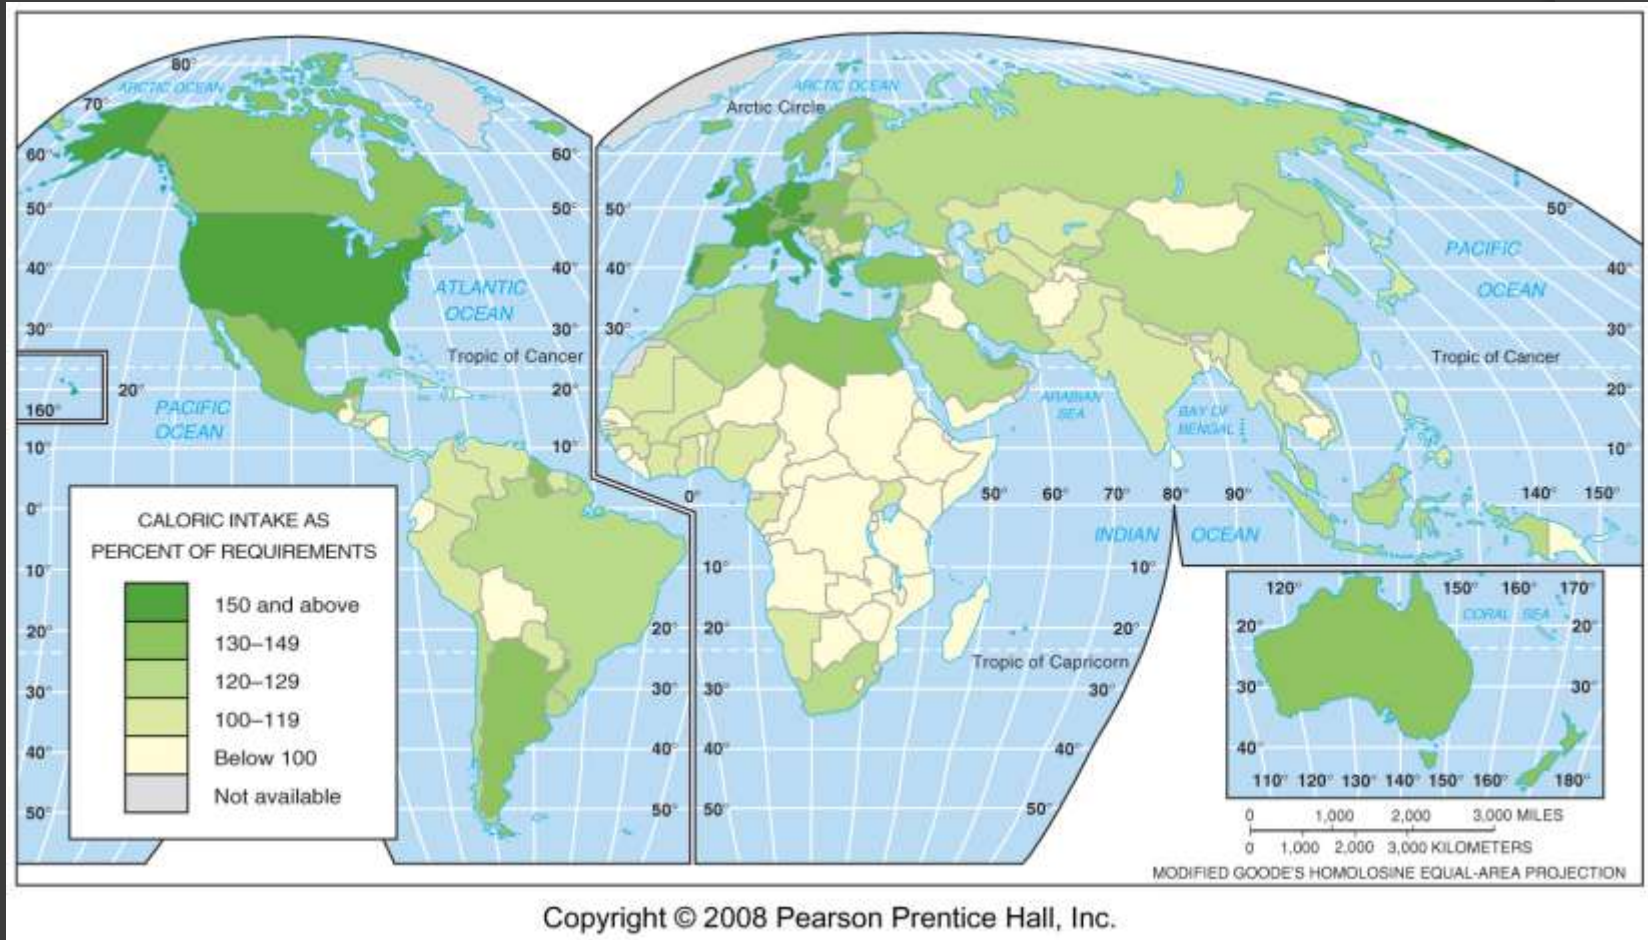 80°
ARCTIC OCEAN
70°
60°
60°
50°
50°
40°
40°
ATLANTIC
OCEAN
30°
30°
Tropic of Cancer
20°
160°
20°
PACIFIC
OCEAN
10°
10°
0°
10°
20°
20°
30°
30°
40°
40°
50°
50°
CALORIC INTAKE AS
PERCENT OF REQUIREMENTS
150 and above
130–149
120–129
100–119
Below 100
Not available
ARCTIC OCEAN
Arctic Circle
50°
50°
40°
40°
30°
30°
PACIFIC
OCEAN
Tropic of Cancer
20°
ARABIAN
SEA
BAY OF
BENGAL
10°
0°
50°
60°
70°
80°
90°
140°
150°
INDIAN
OCEAN
10°
10°
20°
20°
Tropic of Capricorn
30°
30°
40°
40°
50°
50°
120°
150°
160°
170°
CORAL SEA
20°
20°
30°
30°
40°
110°
120°
130°
140°
150°
160°
180°
0 1,000 2,000 3,000 MILES
0 1,000 2,000 3,000 KILOMETERS
MODIFIED GOODE'S HOMOLOSINE EQUAL-AREA PROJECTION
Copyright © 2008 Pearson Prentice Hall, Inc.